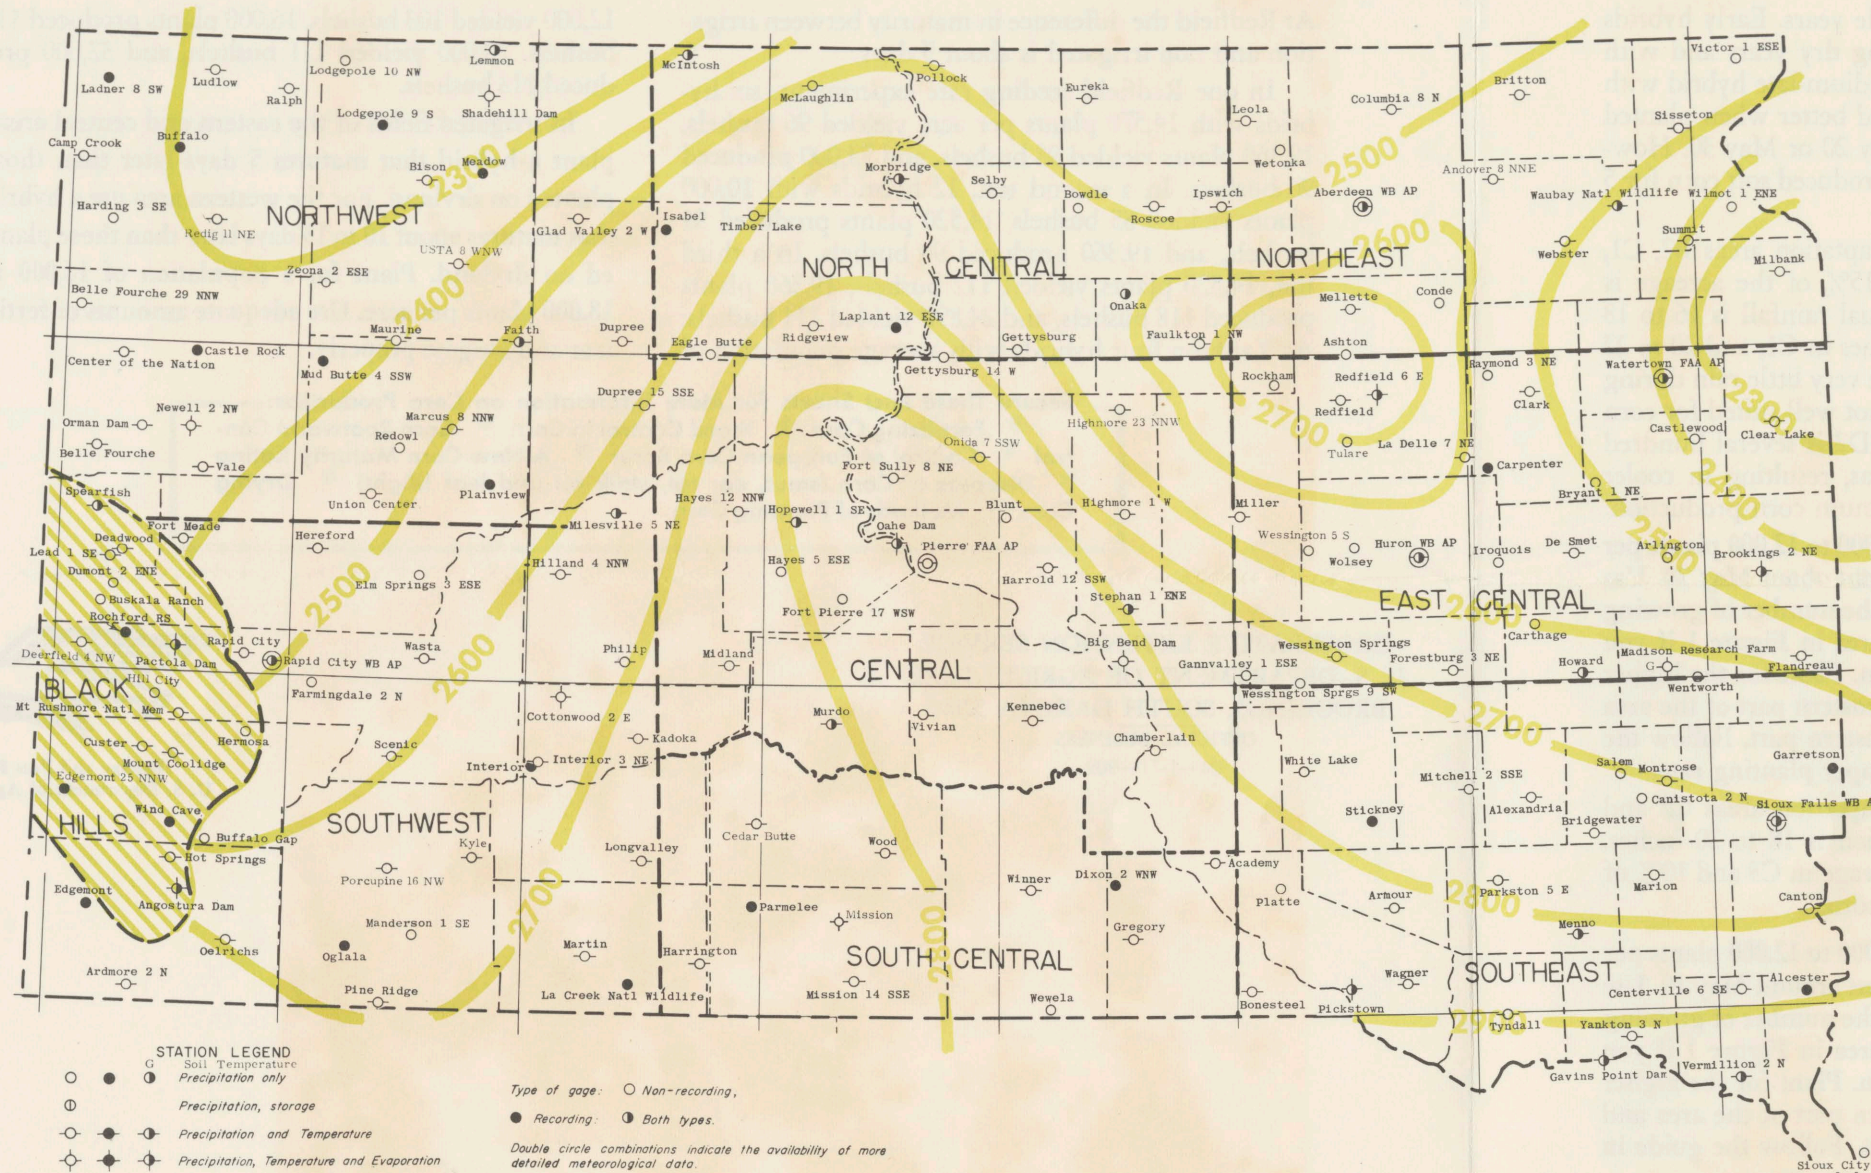 Victor 1 ESE
Ladner 8 SW
Ludlow
Ralph
Lodgepole 10 NW
Lemmon
McIntosh
McLaughlin
Pollock
Eureka
Leola
Columbia 8 N
Britton
Sisseton
Lodgepole 9 S
Shadehill Dam
Camp Crook
Buffalo
Bison
Meadow
2300
Morbridge
Selby
Bowdle
Roscoe
Ipswich
Wetonka
Aberdeen WB AP
2500
Andover 8 NNE
Waubay Natl Wildlife
Wilmot 1 ENE
Harding 3 SE
Redig 11 NE
NORTHWEST
USTA 8 WNW
Glad Valley 2 W
Isabel
Timber Lake
NORTH CENTRAL
NORTHEAST
2600
Webster
Summit
Milbank
Zeona 2 ESE
Belle Fourche 29 NNW
2400
Maurine
Faith
Dupree
Eagle Butte
Ridgeview
Laplant 12 ESE
Onaka
Gettysburg
Faulkton 1 NW
Mellette
Conde
Ashton
Center of the Nation
Castle Rock
Mud Butte 4 SSW
Dupree 15 SSE
Gettysburg 14 W
Rockham
Redfield 6 E
Redfield
Raymond 3 NE
Clark
Watertown FAA AP
2300
Newell 2 NW
Orman Dam
Belle Fourche
Vale
Marcus 8 NNW
Redowl
Highmore 23 NNW
Onida 7 SSW
2700
Tulare
La Delle 7 NE
Castlewood
Clear Lake
Spearfish
Union Center
Plainview
Milesville 5 NE
Hayes 12 NNW
Fort Sully 8 NE
Hopewell 1 SE
Blunt
Highmore 1 W
Miller
Carpenter
Bryant 1 NE
2400
Fort Meade
Deadwood
Lead 1 SE
Dumont 2 ENE
Buskala Ranch
Hereford
Elm Springs 3 ESE
Hilland 4 NNW
Hayes 5 ESE
Oahe Dam
Pierre FAA AP
Harrold 12 SSW
Wessington 5 S
Wolsey
Huron WB AP
Iroquois
De Smet
Arlington
Brookings 2 NE
2500
2500
Rochford RS
Deerfield 4 NW
Pactola Dam
Rapid City
Rapid City WB AP
Wasta
2600
Philip
Midland
Fort Pierre 17 WSW
CENTRAL
Stephan 1 ENE
Big Bend Dam
Gannvalley 1 ESE
Wessington Springs
EAST CENTRAL
2600
Carthage
Forestburg 3 NE
Howard
Madison Research Farm
G
Flandreau
Wentworth
BLACK
HILLS
Hill City
Mt Rushmore Natl Mem
Custer
Mount Coolidge
Hermosa
Farmingdale 2 N
Scenic
Cottonwood 2 E
Kadoka
Interior
Interior 3 NE
Murdo
Vivian
Kennebec
Chamberlain
Wessington Sprgs 9 SW
White Lake
2700
Mitchell 2 SSE
Alexandria
Salem
Montrose
Garretson
Canistota 2 N
Edgemont 25 NNW
Wind Cave
Buffalo Gap
SOUTHWEST
Kyle
Cedar Butte
Stickney
Bridgewater
Sioux Falls WB A
Hot Springs
Edgemont
Angostura Dam
Porcupine 16 NW
Longvalley
Wood
Winner
Dixon 2 WNW
Academy
Platte
Armour
2800
Parkston 5 E
Marion
Canton
Oelrichs
Manderson 1 SE
Oglala
2700
Martin
Parmelee
Mission
Gregory
Menno
Ardmore 2 N
Pine Ridge
La Creek Natl Wildlife
Harrington
SOUTH CENTRAL
2800
Mission 14 SSE
Wewela
Bonesteel
Pickstown
Wagner
SOUTHEAST
Centerville 6 SE
Alcester
2900
Tyndall
Yankton 3 N
Gavins Point Dam
Vermillion 2 N
Sioux City
STATION LEGEND
G Soil Temperature
Precipitation only
Precipitation, storage
Precipitation and Temperature
Precipitation, Temperature and Evaporation
Type of gage: Non-recording,
Recording: Both types.
Double circle combinations indicate the availability of more
detailed meteorological data.